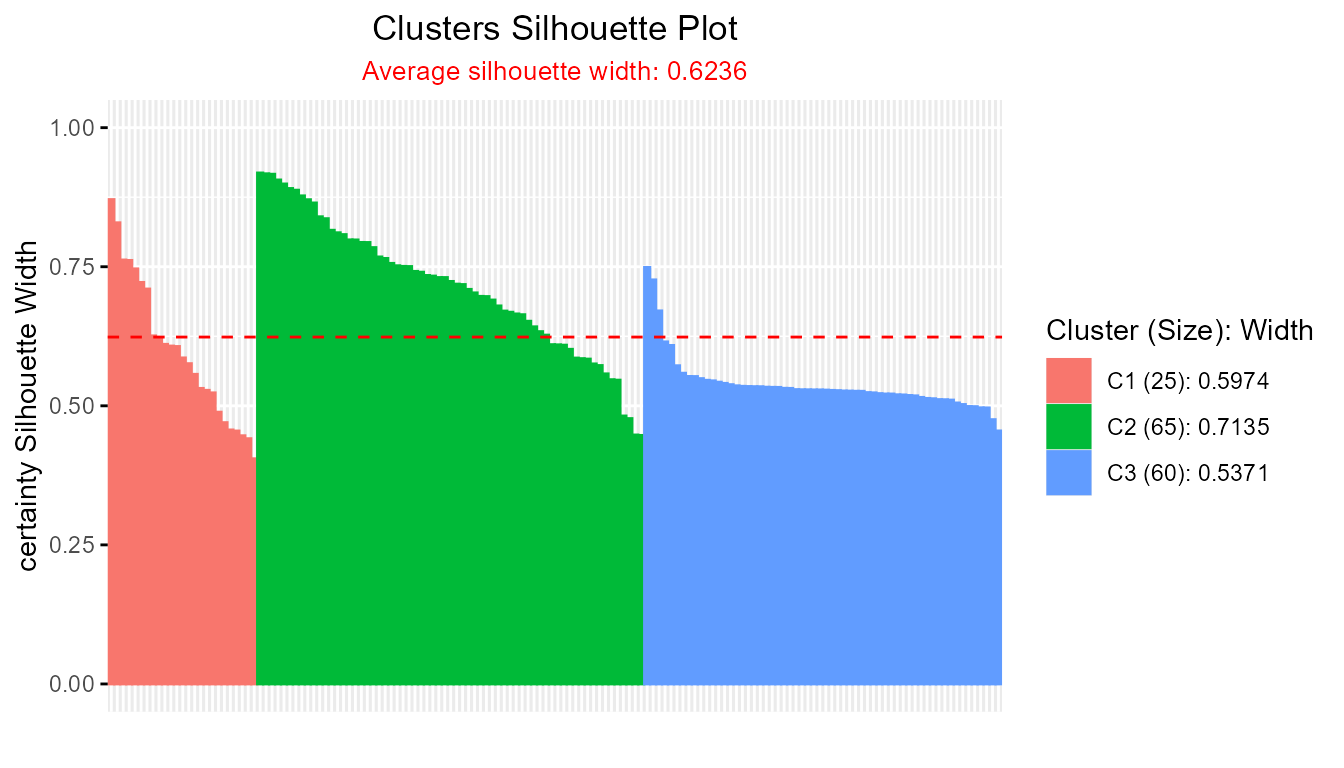 Clusters Silhouette Plot
Average silhouette width: 0.6236
certainty Silhouette Width
1.00
0.75
0.50
0.25
0.00
Cluster (Size): Width
C1 (25): 0.5974
C2 (65): 0.7135
C3 (60): 0.5371